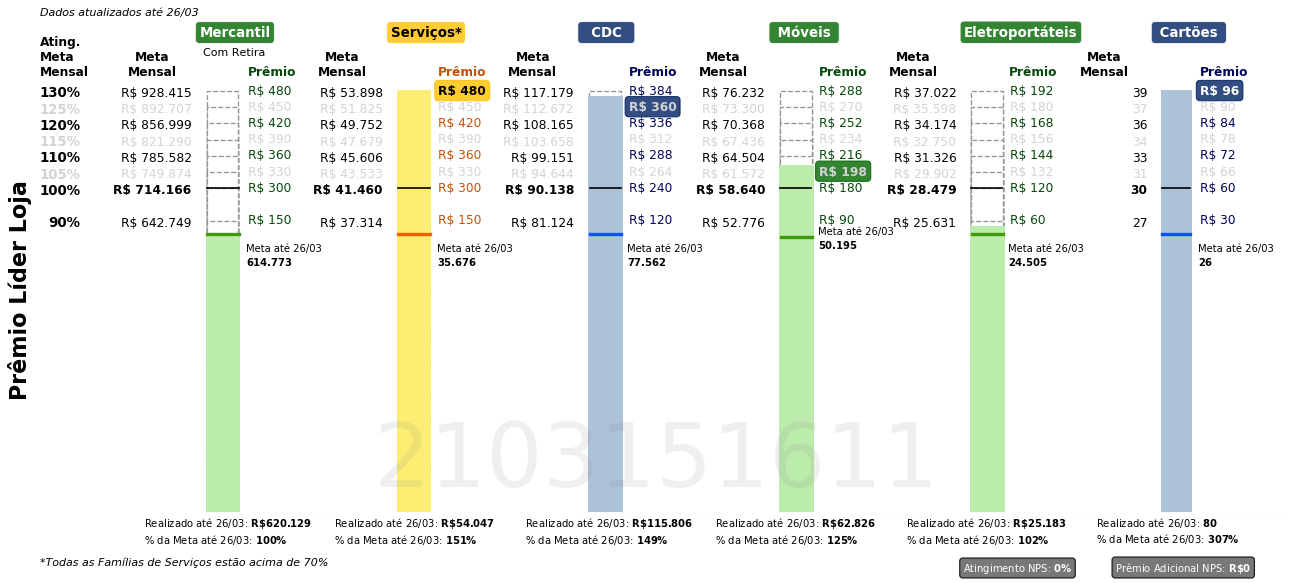 Dados atualizados até 26/03
Mercantil Serviços* CDC Móveis Eletroportáteis Cartões
Com Retira
Ating. Meta Mensal Meta Mensal Prêmio Meta Mensal Prêmio Meta Mensal Prêmio Meta Mensal Prêmio Meta Mensal Prêmio Meta Mensal Prêmio
130% R$ 928.415 R$ 480 R$ 53.898 R$ 480 R$ 117.179 R$ 384 R$ 76.232 R$ 288 R$ 37.022 R$ 192 39 R$ 96
125% R$ 892.707 R$ 450 R$ 51.825 R$ 450 R$ 112.672 R$ 360 R$ 73.300 R$ 270 R$ 35.598 R$ 180 37 R$ 90
120% R$ 856.999 R$ 420 R$ 49.752 R$ 420 R$ 108.165 R$ 336 R$ 70.368 R$ 252 R$ 34.174 R$ 168 36 R$ 84
115% R$ 821.290 R$ 390 R$ 47.679 R$ 390 R$ 103.658 R$ 312 R$ 67.436 R$ 234 R$ 32.750 R$ 156 34 R$ 78
110% R$ 785.582 R$ 360 R$ 45.606 R$ 360 R$ 99.151 R$ 288 R$ 64.504 R$ 216 R$ 31.326 R$ 144 33 R$ 72
105% R$ 749.874 R$ 330 R$ 43.533 R$ 330 R$ 94.644 R$ 264 R$ 61.572 R$ 198 R$ 29.902 R$ 132 31 R$ 66
100% R$ 714.166 R$ 300 R$ 41.460 R$ 300 R$ 90.138 R$ 240 R$ 58.640 R$ 180 R$ 28.479 R$ 120 30 R$ 60
90% R$ 642.749 R$ 150 R$ 37.314 R$ 150 R$ 81.124 R$ 120 R$ 52.776 R$ 90 R$ 25.631 R$ 60 27 R$ 30
Meta até 26/03 Meta até 26/03 Meta até 26/03 Meta até 26/03 Meta até 26/03 Meta até 26/03
614.773 35.676 77.562 50.195 24.505 26
Prêmio Líder Loja
2103151611
Realizado até 26/03: R$620.129 Realizado até 26/03: R$54.047 Realizado até 26/03: R$115.806 Realizado até 26/03: R$62.826 Realizado até 26/03: R$25.183 Realizado até 26/03: 80
% da Meta até 26/03: 100% % da Meta até 26/03: 151% % da Meta até 26/03: 149% % da Meta até 26/03: 125% % da Meta até 26/03: 102% % da Meta até 26/03: 307%
*Todas as Famílias de Serviços estão acima de 70% Atingimento NPS: 0% Prêmio Adicional NPS: R$0